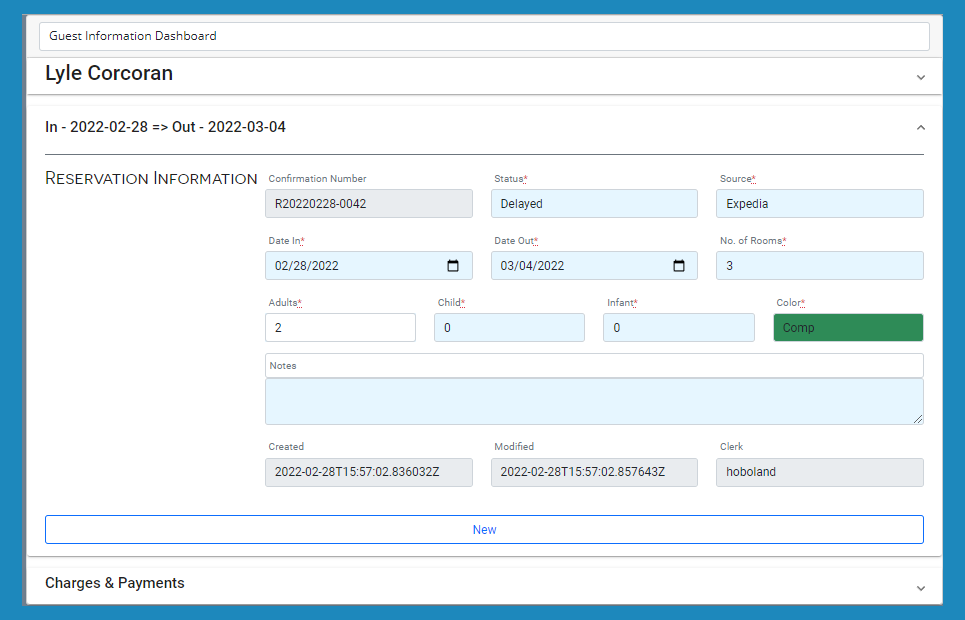 Guest Information Dashboard
Lyle Corcoran
In - 2022-02-28 => Out - 2022-03-04
Reservation Information
Confirmation Number Status* Source*
R20220228-0042 Delayed Expedia
Date In* Date Out* No. of Rooms*
02/28/2022 03/04/2022 3
Adults* Child* Infant* Color*
2 0 0 Comp
Notes
Created Modified Clerk
2022-02-28T15:57:02.836032Z 2022-02-28T15:57:02.857643Z hoboland
New
Charges & Payments